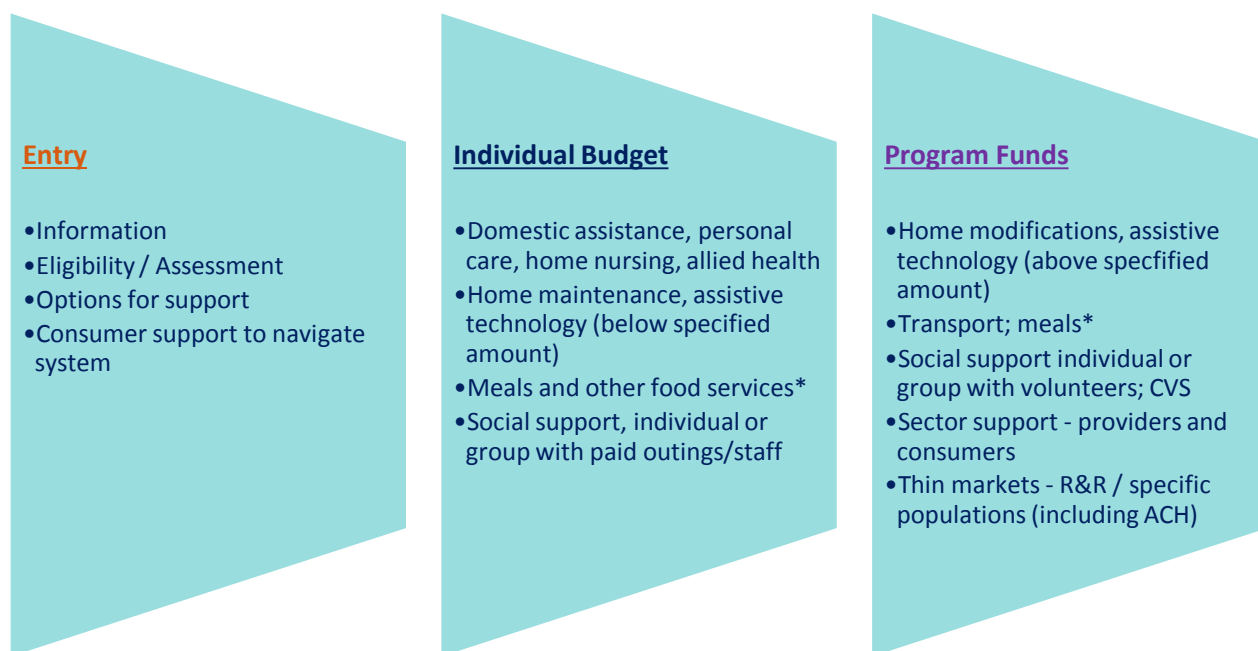 Entry
•Information
•Eligibility / Assessment
•Options for support
•Consumer support to navigate
system
Individual Budget
•Domestic assistance, personal
care, home nursing, allied health
•Home maintenance, assistive
technology (below specified
amount)
•Meals and other food services*
•Social support, individual or
group with paid outings/staff
Program Funds
•Home modifications, assistive
technology (above specfified
amount)
•Transport; meals*
•Social support individual or
group with volunteers; CVS
•Sector support - providers and
consumers
•Thin markets - R&R / specific
populations (including ACH)